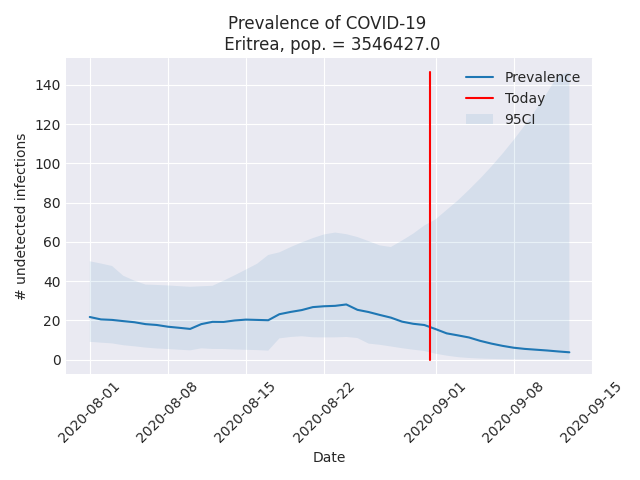 Prevalence of COVID-19
Eritrea, pop. = 3546427.0
Prevalence
Today
95CI
# undetected infections
140
120
100
80
60
40
20
0
2020-08-01
2020-08-08
2020-08-15
2020-08-22
2020-09-01
2020-09-08
2020-09-15
Date